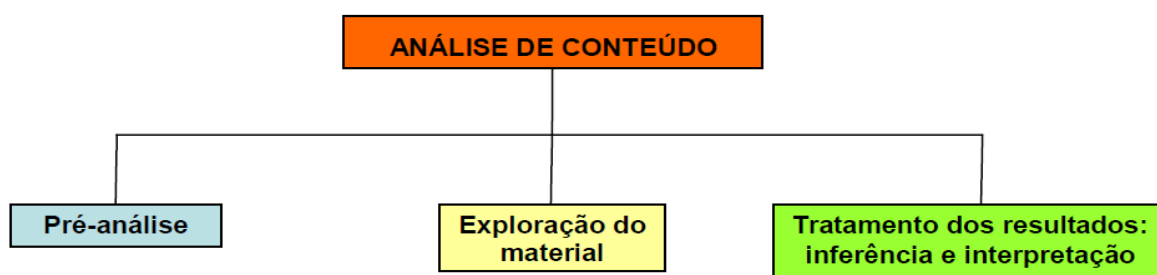 ANÁLISE DE CONTEÚDO
Pré-análise
Exploração do
material
Tratamento dos resultados:
inferência e interpretação